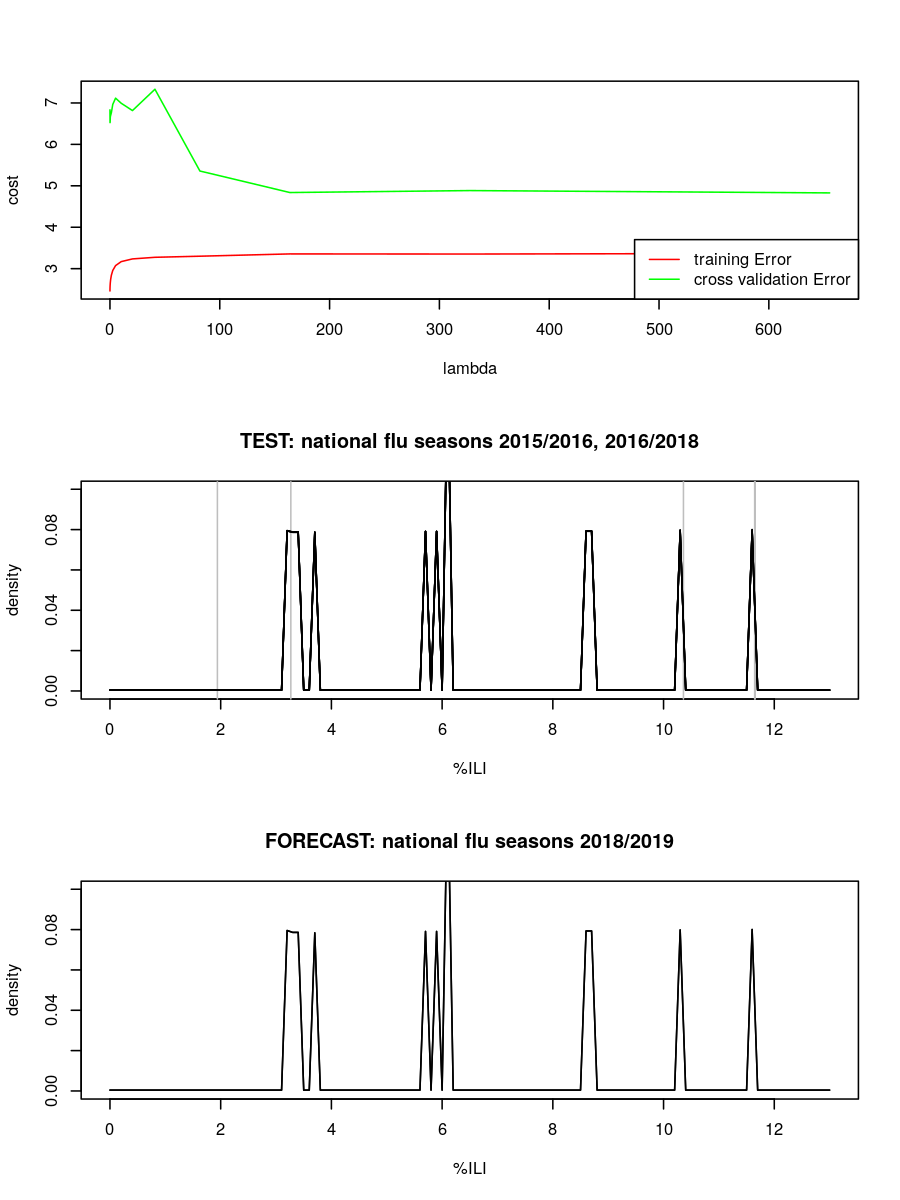 cost
7
6
5
4
3
training Error
cross validation Error
0 100 200 300 400 500 600
lambda
TEST: national flu seasons 2015/2016, 2016/2018
density
0.08
0.04
0.00
0 2 4 6 8 10 12
%ILI
FORECAST: national flu seasons 2018/2019
density
0.08
0.04
0.00
0 2 4 6 8 10 12
%ILI